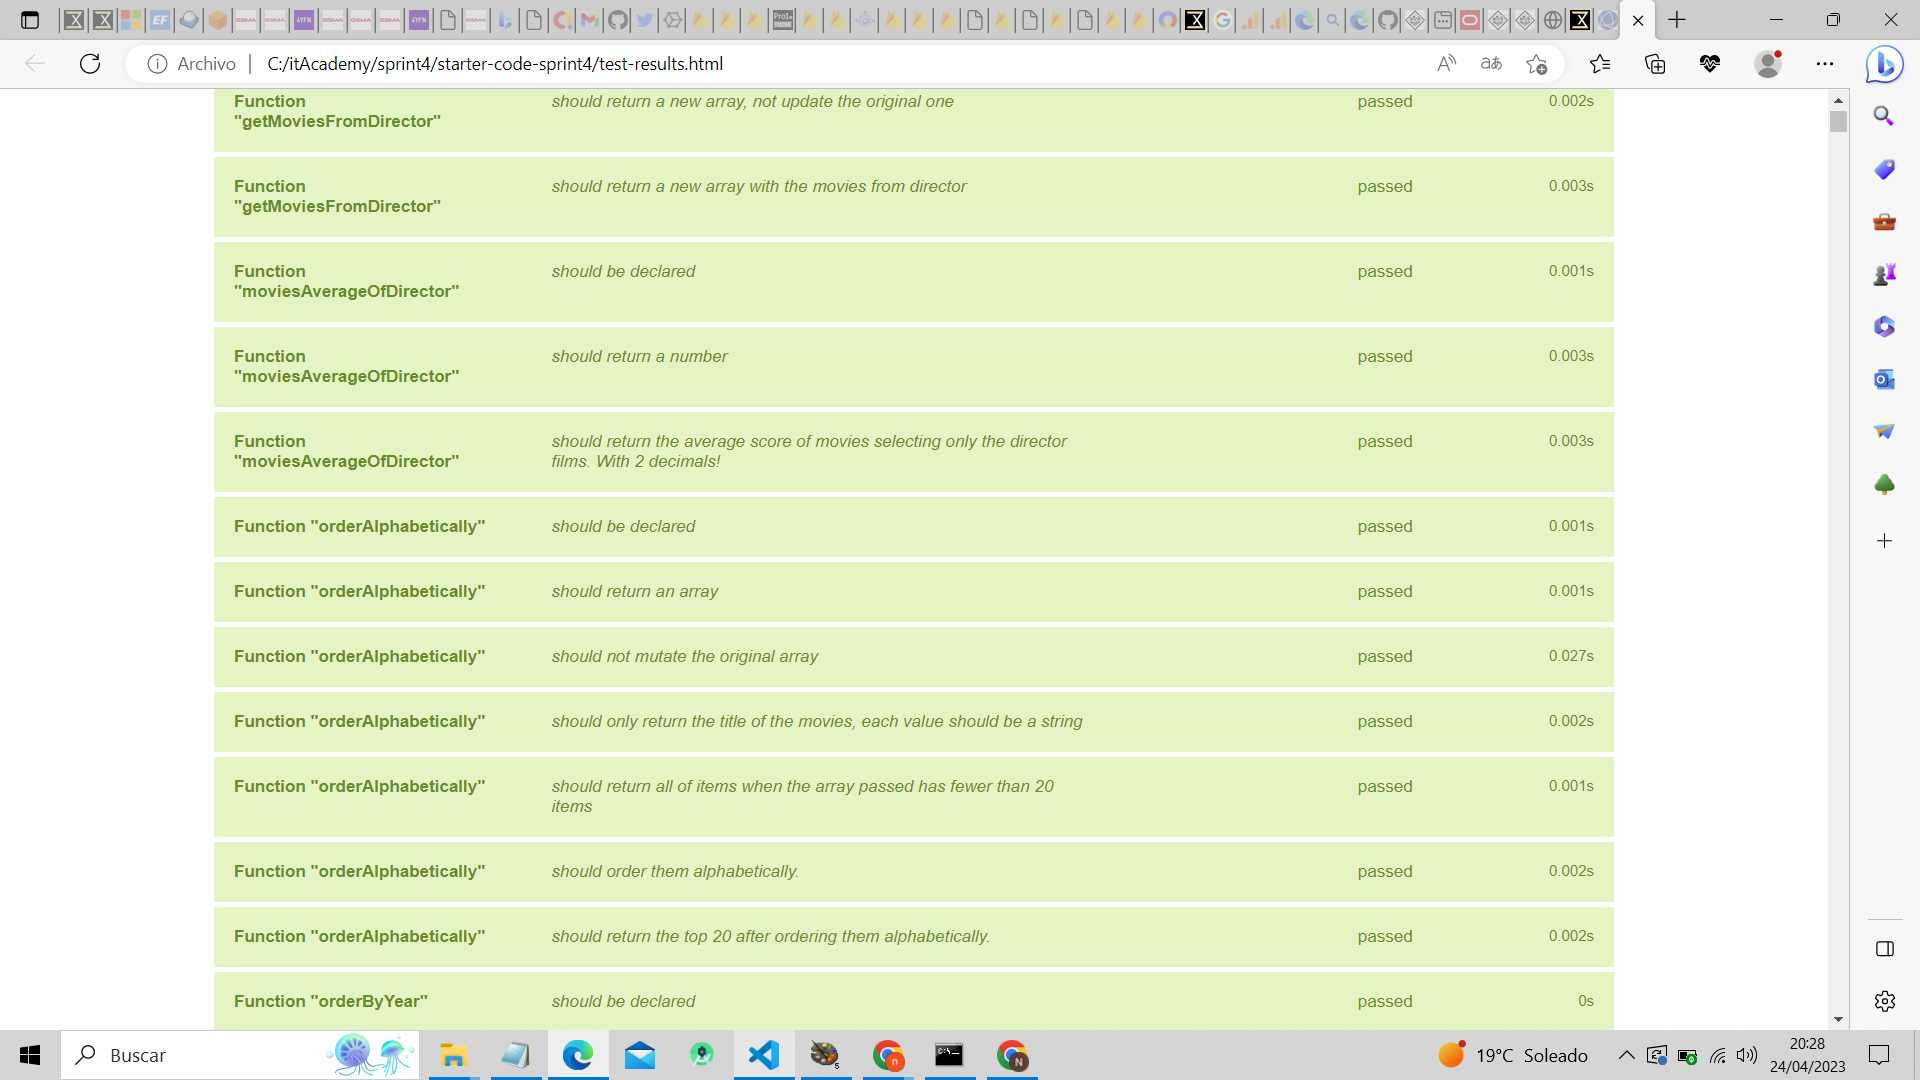 EF
GSMA
GSMA
4YFN
GSMA
GSMA
GSMA
4YFN
GSMA
Archivo
C:/itAcademy/sprint4/starter-code-sprint4/test-results.html
Function "getMoviesFromDirector"
should return a new array, not update the original one
passed
0.002s
Function "getMoviesFromDirector"
should return a new array with the movies from director
passed
0.003s
Function "moviesAverageOfDirector"
should be declared
passed
0.001s
Function "moviesAverageOfDirector"
should return a number
passed
0.003s
Function "moviesAverageOfDirector"
should return the average score of movies selecting only the director
films. With 2 decimals!
passed
0.003s
Function "orderAlphabetically"
should be declared
passed
0.001s
Function "orderAlphabetically"
should return an array
passed
0.001s
Function "orderAlphabetically"
should not mutate the original array
passed
0.027s
Function "orderAlphabetically"
should only return the title of the movies, each value should be a string
passed
0.002s
Function "orderAlphabetically"
should return all of items when the array passed has fewer than 20
items
passed
0.001s
Function "orderAlphabetically"
should order them alphabetically.
passed
0.002s
Function "orderAlphabetically"
should return the top 20 after ordering them alphabetically.
passed
0.002s
Function "orderByYear"
should be declared
passed
0s
Buscar
19°C Soleado
20:28
24/04/2023